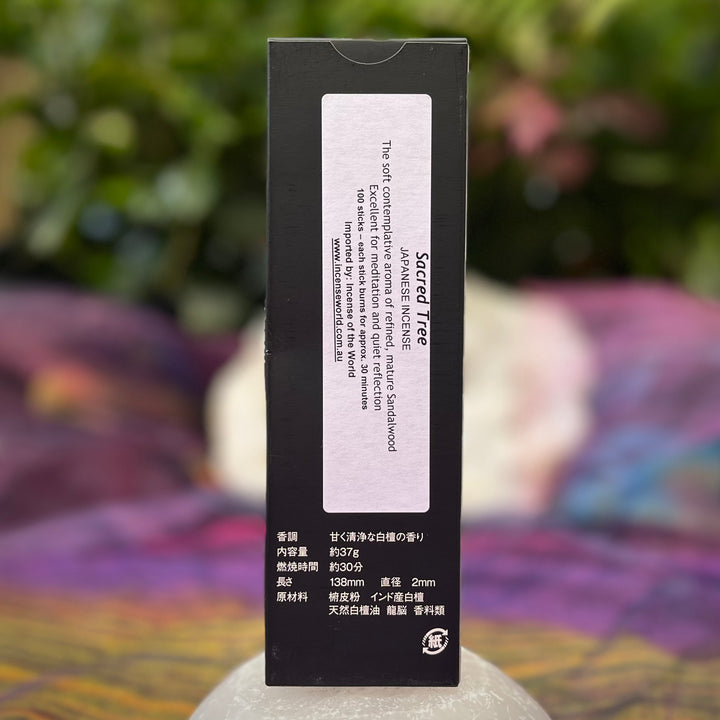 Sacred Tree
JAPANESE INCENSE
The soft contemplative aroma of refined, mature Sandalwood
Excellent for meditation and quiet reflection
100 sticks – each stick burns for approx. 30 minutes
Imported by: Incense of the World
www.incenseworld.com.au
香調 甘く清浄な白檀の香り
内容量 約37g
燃焼時間 約30分
長さ 138mm 直径 2mm
原材料 椨皮粉 インド産白檀
天然白檀油 龍脳 香料類
紙